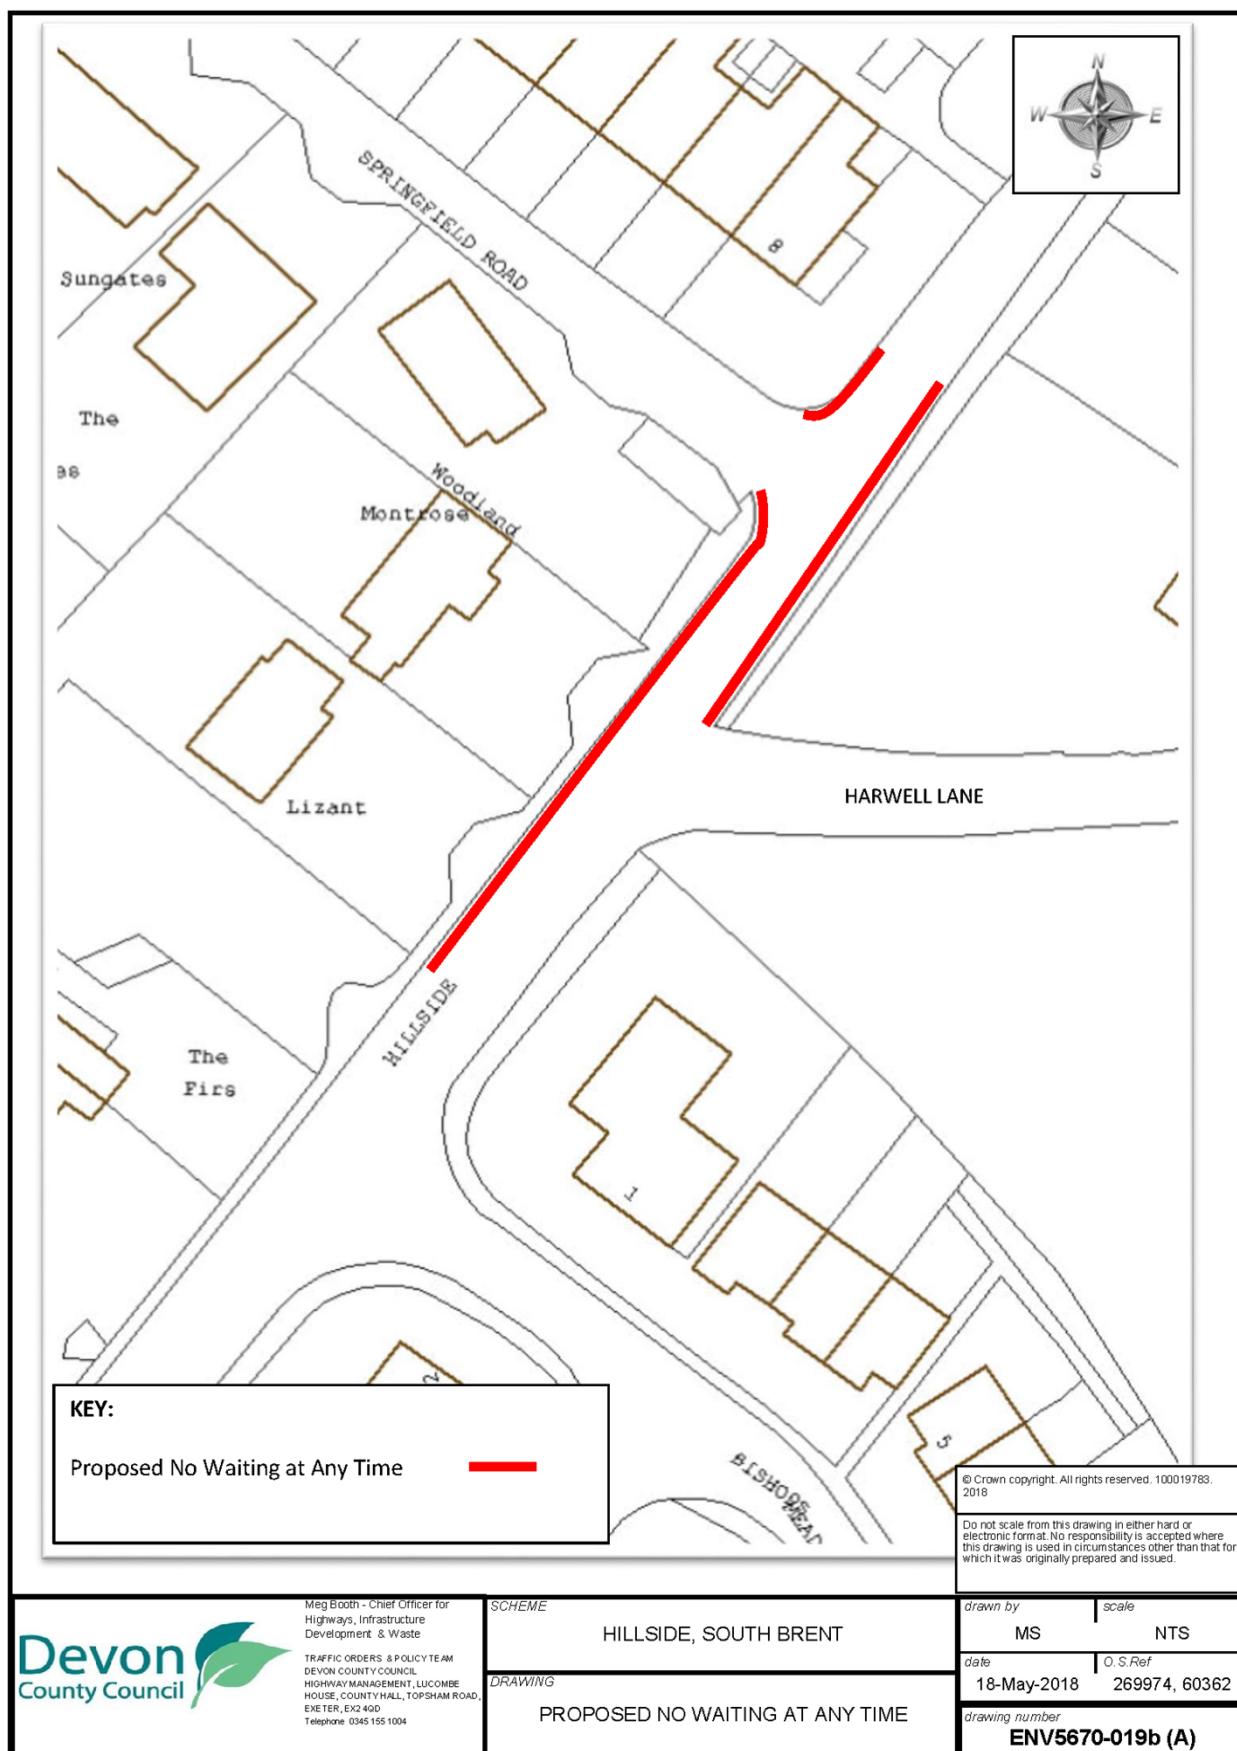 N
W
E
S
SPRINGFIELD ROAD
8
Sungates
The
es
Woodland
Montrose
Lizant
HARWELL LANE
HILLSIDE
The
Firs
1
2
5
BISHOPS
MEAD
KEY:
Proposed No Waiting at Any Time
© Crown copyright. All rights reserved. 100019783.
2018
Do not scale from this drawing in either hard or
electronic format. No responsibility is accepted where
this drawing is used in circumstances other than that for
which it was originally prepared and issued.
Devon
County Council
Meg Booth - Chief Officer for
Highways, Infrastructure
Development & Waste
TRAFFIC ORDERS & POLICY TEAM
DEVON COUNTY COUNCIL
HIGHWAY MANAGEMENT, LUCOMBE
HOUSE, COUNTY HALL, TOPSHAM ROAD,
EXETER, EX2 4QD
Telephone 0345 155 1004
SCHEME
HILLSIDE, SOUTH BRENT
DRAWING
PROPOSED NO WAITING AT ANY TIME
drawn by
MS
scale
NTS
date
18-May-2018
O.S.Ref
269974, 60362
drawing number
ENV5670-019b (A)